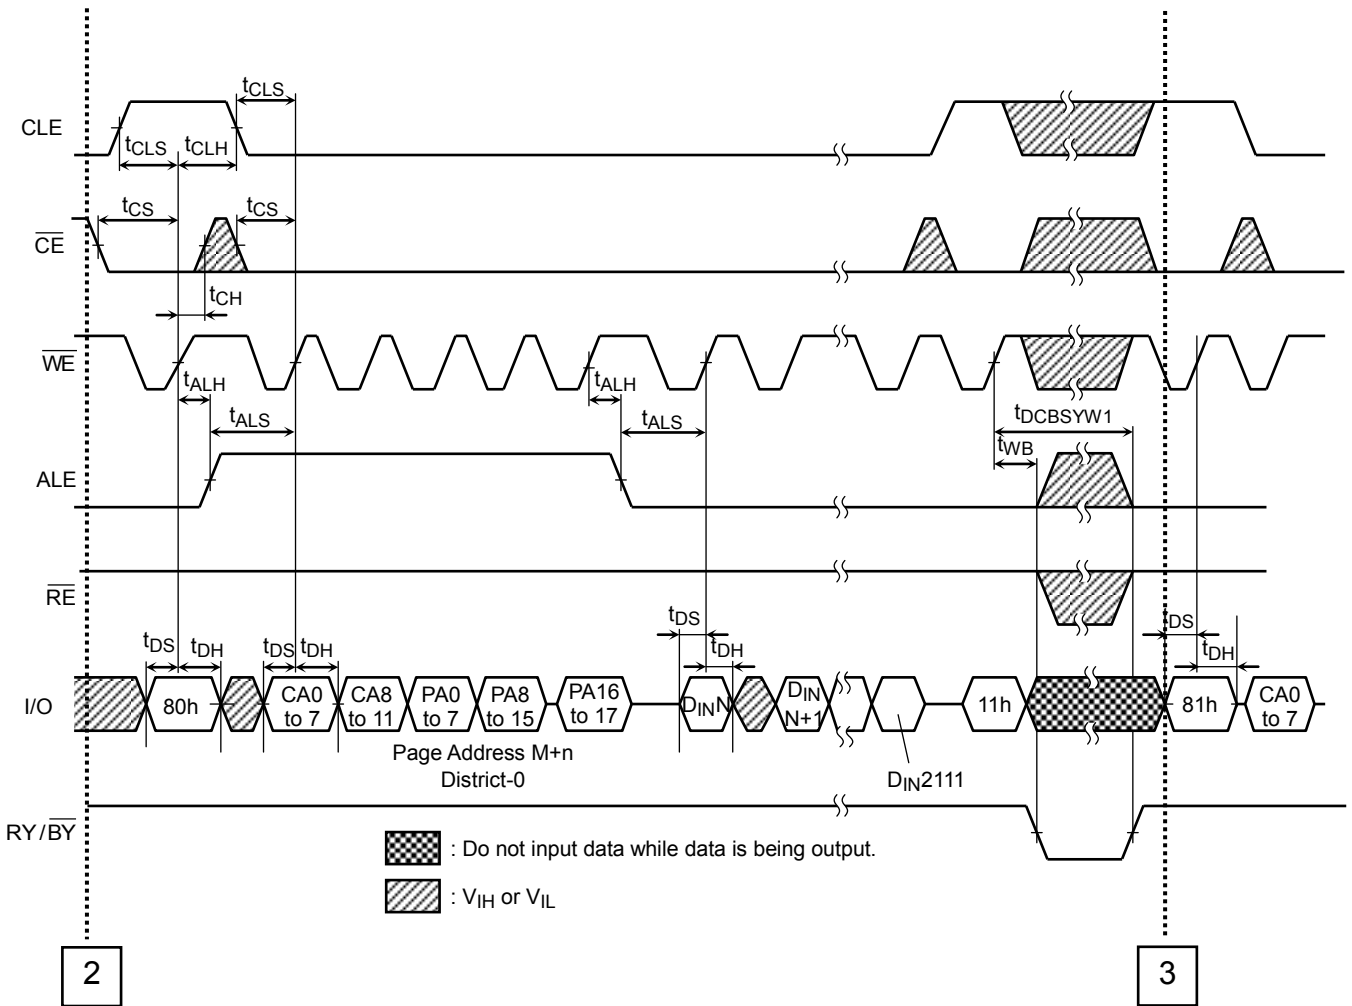 tCLS
CLE
tCLS
tCLH
tCS
tCS
CE
tCH
WE
tALH
tALH
tALS
tALS
tDCBSYW1
tWB
ALE
RE
tDS
tDH
tDS
tDH
tDS
tDH
DS
tDH
I/O
80h
CA0 to 7
CA8 to 11
PA0 to 7
PA8 to 15
PA16 to 17
DINN
DIN N+1
11h
81h
CA0 to 7
Page Address M+n
District-0
DIN2111
RY/BY
: Do not input data while data is being output.
: VIH or VIL
2
3